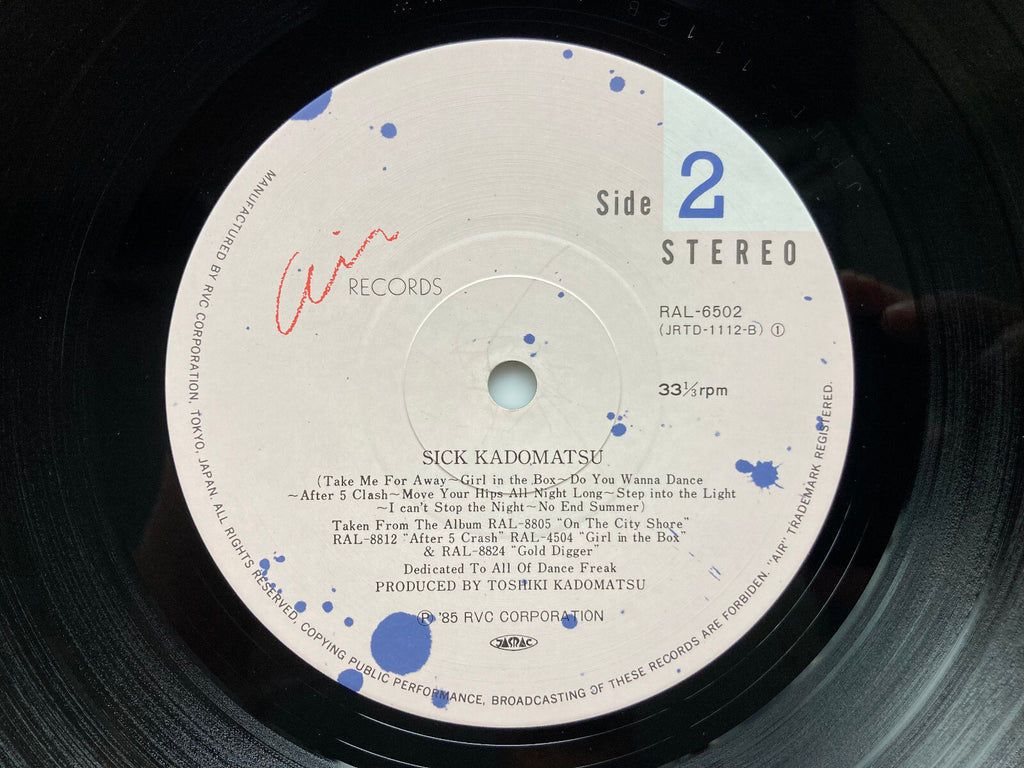 Side 2
STEREO
Air RECORDS
RAL-6502
(JRTD-1112-B) ①
33⅓rpm
SICK KADOMATSU
(Take Me For Away~Girl in the Box~Do You Wanna Dance
~After 5 Clash~Move Your Hips All Night Long~Step into the Light
~I can't Stop the Night~No End Summer)
Taken From The Album RAL-8805 "On The City Shore"
RAL-8812 "After 5 Crash" RAL-4504 "Girl in the Box"
& RAL-8824 "Gold Digger"
Dedicated To All Of Dance Freak
PRODUCED BY TOSHIKI KADOMATSU
Ⓟ '85 RVC CORPORATION
JASRAC
MANUFACTURED BY RVC CORPORATION, TOKYO, JAPAN. ALL RIGHTS RESERVED, COPYING PUBLIC PERFORMANCE, BROADCASTING OF THESE RECORDS ARE FORBIDDEN. "AIR" TRADEMARK REGISTERED.